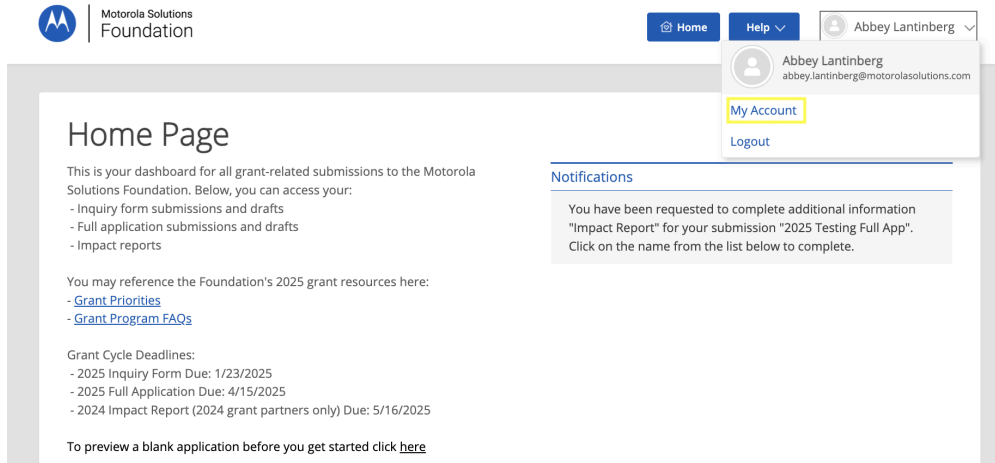 Motorola Solutions
Foundation
Home
Help
Abbey Lantinberg
Abbey Lantinberg
abbey.lantinberg@motorolasolutions.com
My Account
Logout
Home Page
This is your dashboard for all grant-related submissions to the Motorola
Solutions Foundation. Below, you can access your:
- Inquiry form submissions and drafts
- Full application submissions and drafts
- Impact reports
You may reference the Foundation's 2025 grant resources here:
- Grant Priorities
- Grant Program FAQs
Grant Cycle Deadlines:
- 2025 Inquiry Form Due: 1/23/2025
- 2025 Full Application Due: 4/15/2025
- 2024 Impact Report (2024 grant partners only) Due: 5/16/2025
To preview a blank application before you get started click here
Notifications
You have been requested to complete additional information
"Impact Report" for your submission "2025 Testing Full App".
Click on the name from the list below to complete.